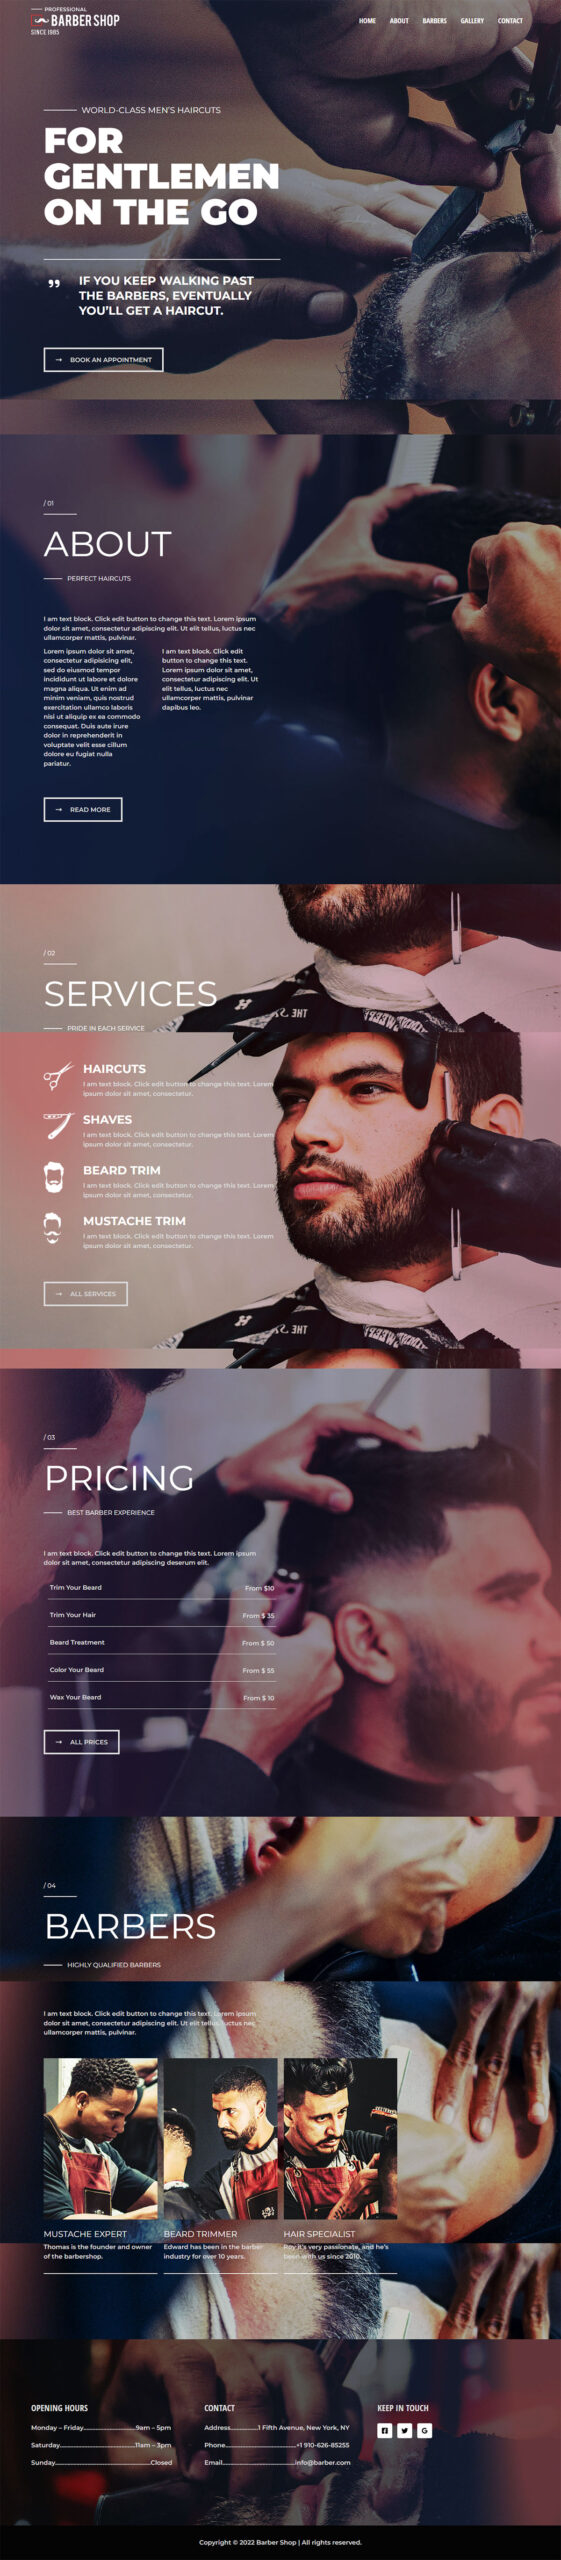 PROFESSIONAL
BARBER SHOP
SINCE 1985
HOME ABOUT BARBERS GALLERY CONTACT
WORLD-CLASS MEN'S HAIRCUTS
FOR
GENTLEMEN
ON THE GO
”
IF YOU KEEP WALKING PAST
THE BARBERS, EVENTUALLY
YOU'LL GET A HAIRCUT.
→ BOOK AN APPOINTMENT
/ 01
ABOUT
PERFECT HAIRCUTS
I am text block. Click edit button to change this text. Lorem ipsum
dolor sit amet, consectetur adipiscing elit. Ut elit tellus, luctus nec
ullamcorper mattis, pulvinar.
Lorem ipsum dolor sit amet,
consectetur adipisicing elit,
sed do eiusmod tempor
incididunt ut labore et dolore
magna aliqua. Ut enim ad
minim veniam, quis nostrud
exercitation ullamco laboris
nisi ut aliquip ex ea commodo
consequat. Duis aute irure
dolor in reprehenderit in
voluptate velit esse cillum
dolore eu fugiat nulla
pariatur.
I am text block. Click edit
button to change this text.
Lorem ipsum dolor sit amet,
consectetur adipiscing elit. Ut
elit tellus, luctus nec
ullamcorper mattis, pulvinar
dapibus leo.
→ READ MORE
/ 02
SERVICES
PRIDE IN EACH SERVICE
HAIRCUTS
I am text block. Click edit button to change this text. Lorem
ipsum dolor sit amet, consectetur.
SHAVES
I am text block. Click edit button to change this text. Lorem
ipsum dolor sit amet, consectetur.
BEARD TRIM
I am text block. Click edit button to change this text. Lorem
ipsum dolor sit amet, consectetur.
MUSTACHE TRIM
I am text block. Click edit button to change this text. Lorem
ipsum dolor sit amet, consectetur.
→ ALL SERVICES
/ 03
PRICING
BEST BARBER EXPERIENCE
I am text block. Click edit button to change this text. Lorem ipsum
dolor sit amet, consectetur adipiscing deserum elit.
Trim Your Beard From $10
Trim Your Hair From $ 35
Beard Treatment From $ 50
Color Your Beard From $ 55
Wax Your Beard From $ 10
→ ALL PRICES
/ 04
BARBERS
HIGHLY QUALIFIED BARBERS
I am text block. Click edit button to change this text. Lorem ipsum
dolor sit amet, consectetur adipiscing elit. Ut elit tellus, luctus nec
ullamcorper mattis, pulvinar.
MUSTACHE EXPERT
Thomas is the founder and owner
of the barbershop.
BEARD TRIMMER
Edward has been in the barber
industry for over 10 years.
HAIR SPECIALIST
Roy it's very passionate, and he's
been with us since 2010.
OPENING HOURS
Monday – Friday 9am – 5pm
Saturday 11am – 3pm
Sunday Closed
CONTACT
Address 1 Fifth Avenue, New York, NY
Phone +1 910-626-85255
Email info@barber.com
KEEP IN TOUCH
Copyright © 2022 Barber Shop | All rights reserved.